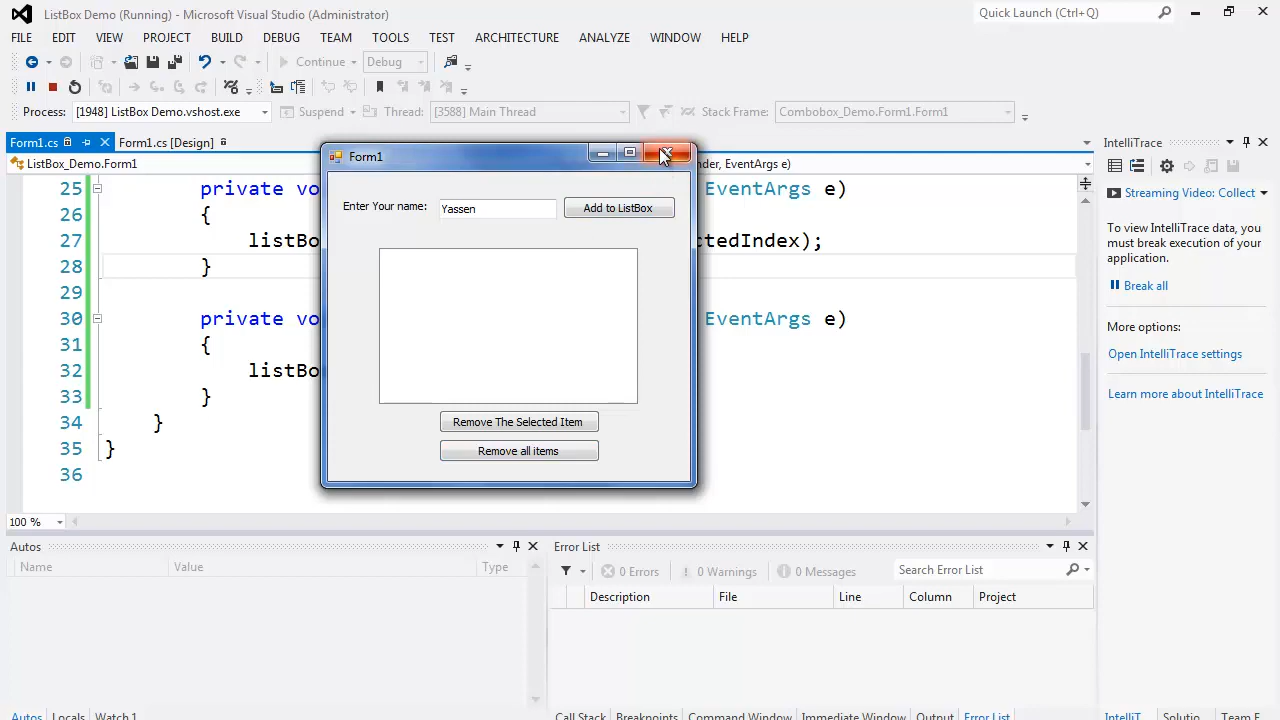 ListBox Demo (Running) - Microsoft Visual Studio (Administrator)
Quick Launch (Ctrl+Q)
FILE EDIT VIEW PROJECT BUILD DEBUG TEAM TOOLS TEST ARCHITECTURE ANALYZE WINDOW HELP
Continue Debug
Process: [1948] ListBox Demo.vshost.exe Suspend Thread: [3588] Main Thread Stack Frame: Combobox_Demo.Form1.Form1
Form1.cs Form1.cs [Design]
ListBox_Demo.Form1
EventArgs e)
25 private vo EventArgs e)
26 {
27 listBo ctedIndex);
28 }
29
30 private vo EventArgs e)
31 {
32 listBo
33 }
34 }
35 }
36
100 %
Form1
Enter Your name: Yassen Add to ListBox
Remove The Selected Item
Remove all items
IntelliTrace
Streaming Video: Collect
To view IntelliTrace data, you
must break execution of your
application.
Break all
More options:
Open IntelliTrace settings
Learn more about IntelliTrace
Autos
Name Value Type
Error List
0 Errors 0 Warnings 0 Messages Search Error List
Description File Line Column Project
Autos Locals Watch 1
Call Stack Breakpoints Command Window Immediate Window Output Error List
IntelliT... Solutio... Team E...